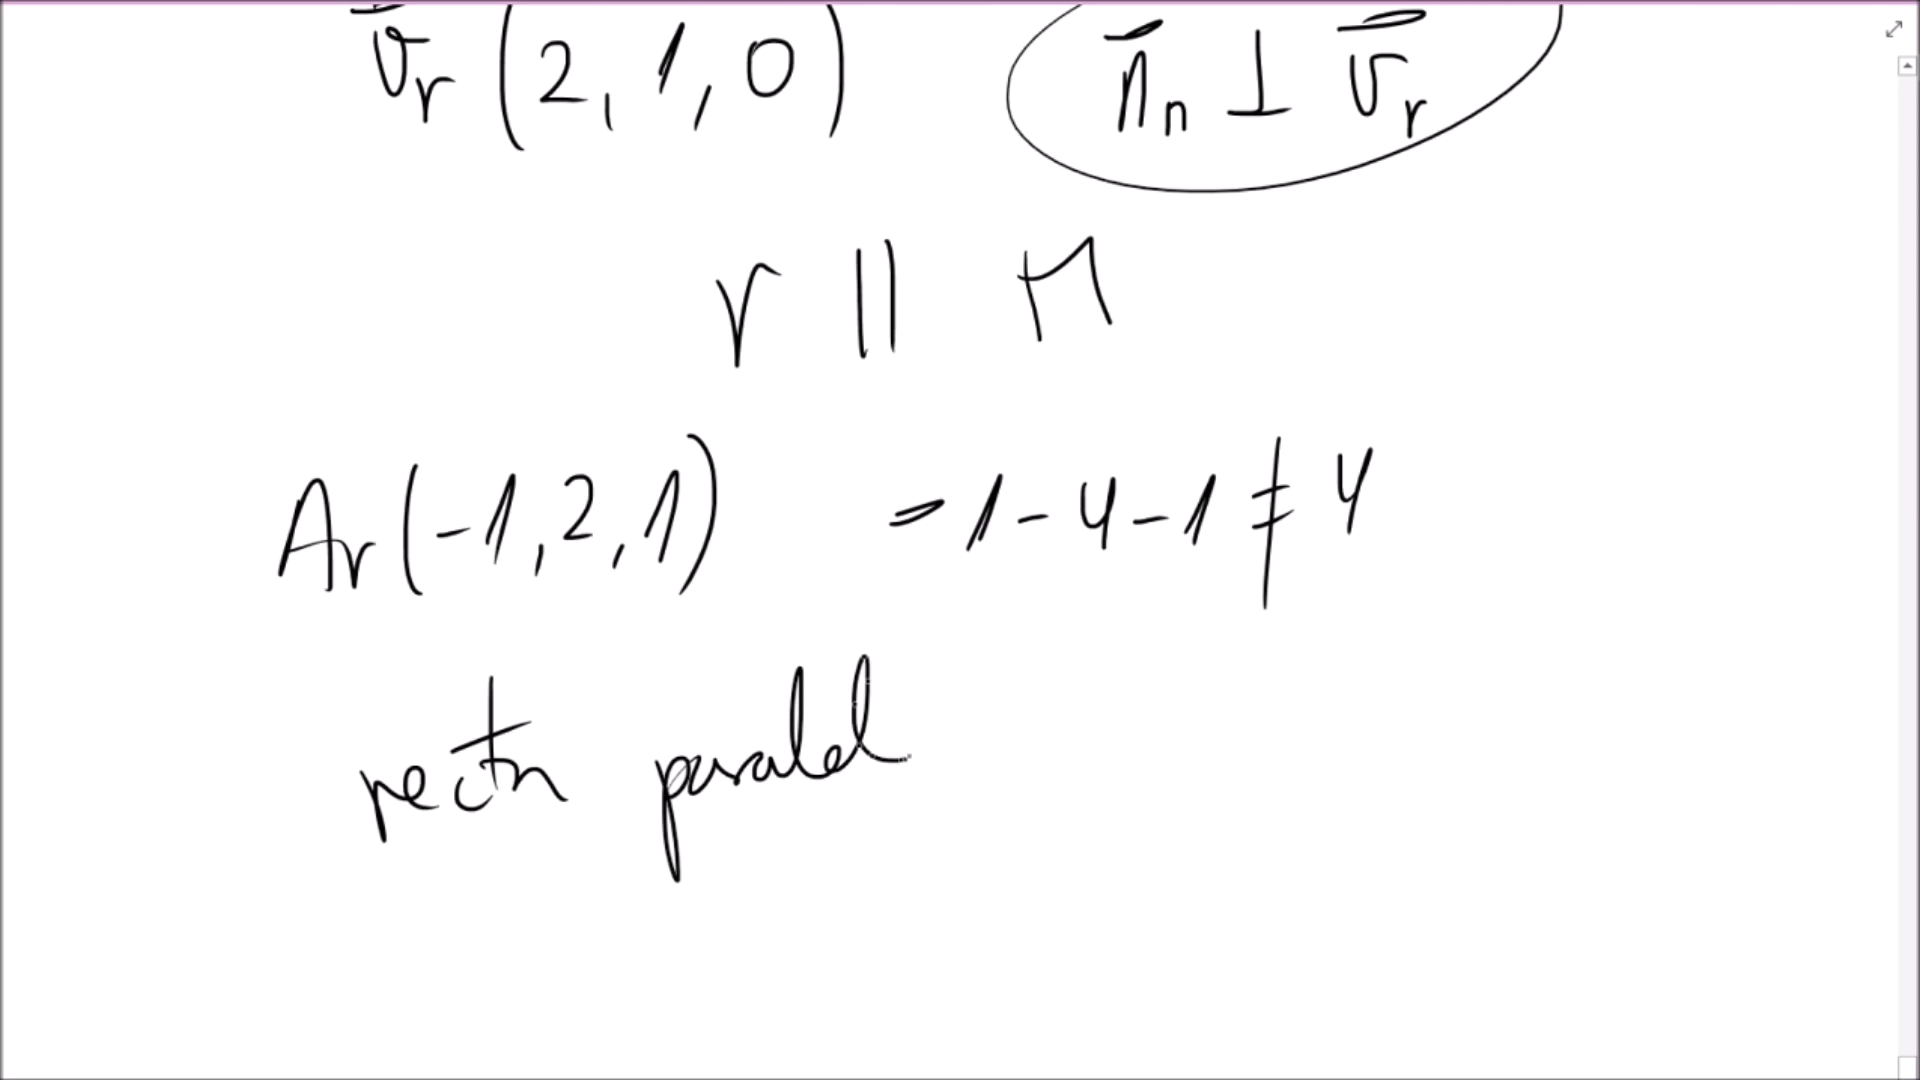 v̄r (2, 1, 0) n̄π ⊥ v̄r
r || π
Ar(-1, 2, 1) = 1 - 4 - 1 ≠ 4
recta paralel